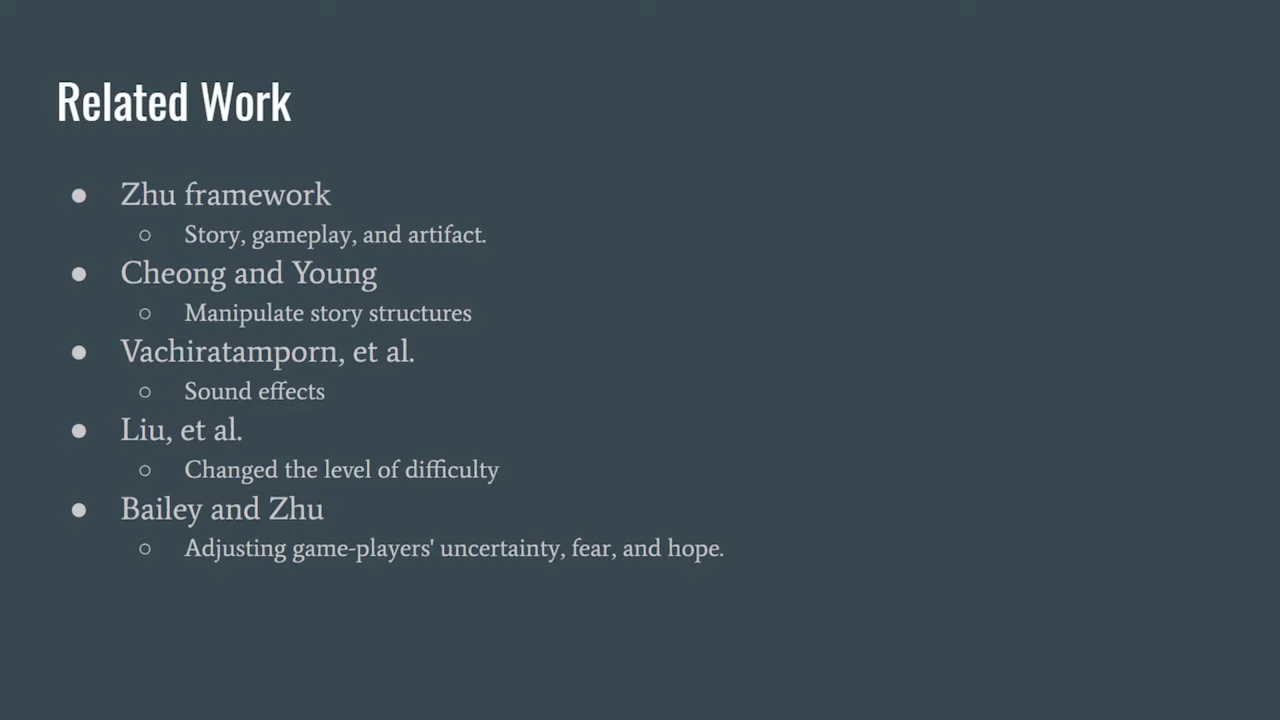 Related Work
● Zhu framework
○ Story, gameplay, and artifact.
● Cheong and Young
○ Manipulate story structures
● Vachiratamporn, et al.
○ Sound effects
● Liu, et al.
○ Changed the level of difficulty
● Bailey and Zhu
○ Adjusting game-players' uncertainty, fear, and hope.